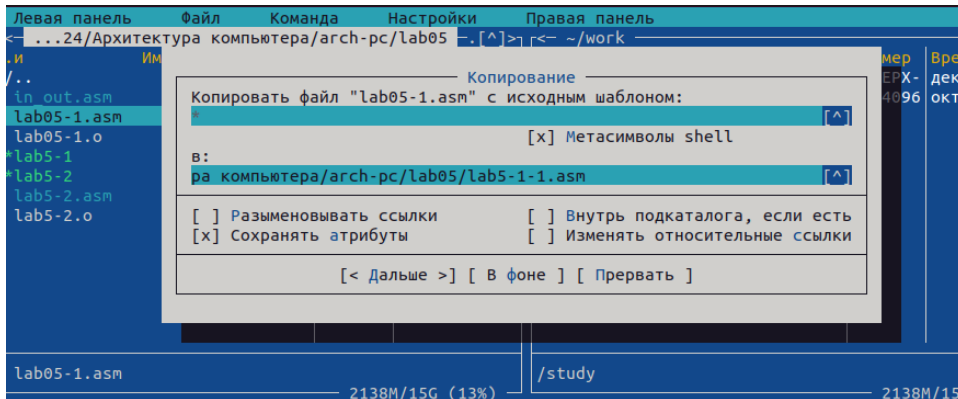 Левая панель Файл Команда Настройки Правая панель
<─ ...24/Архитектура компьютера/arch-pc/lab05 ─.[^]> <─ ~/work
.и Им мер Вре
/.. ЕРХ- дек
in_out.asm 4096 окт
Копирование
Копировать файл "lab05-1.asm" с исходным шаблоном:
lab05-1.asm * [^]
lab05-1.o [x] Метасимволы shell
*lab5-1 в:
*lab5-2 ра компьютера/arch-pc/lab05/lab5-1-1.asm [^]
lab5-2.asm
lab5-2.o [ ] Разыменовывать ссылки [ ] Внутрь подкаталога, если есть
[x] Сохранять атрибуты [ ] Изменять относительные ссылки
[< Дальше >] [ В фоне ] [ Прервать ]
lab05-1.asm /study
2138M/15G (13%) 2138M/15